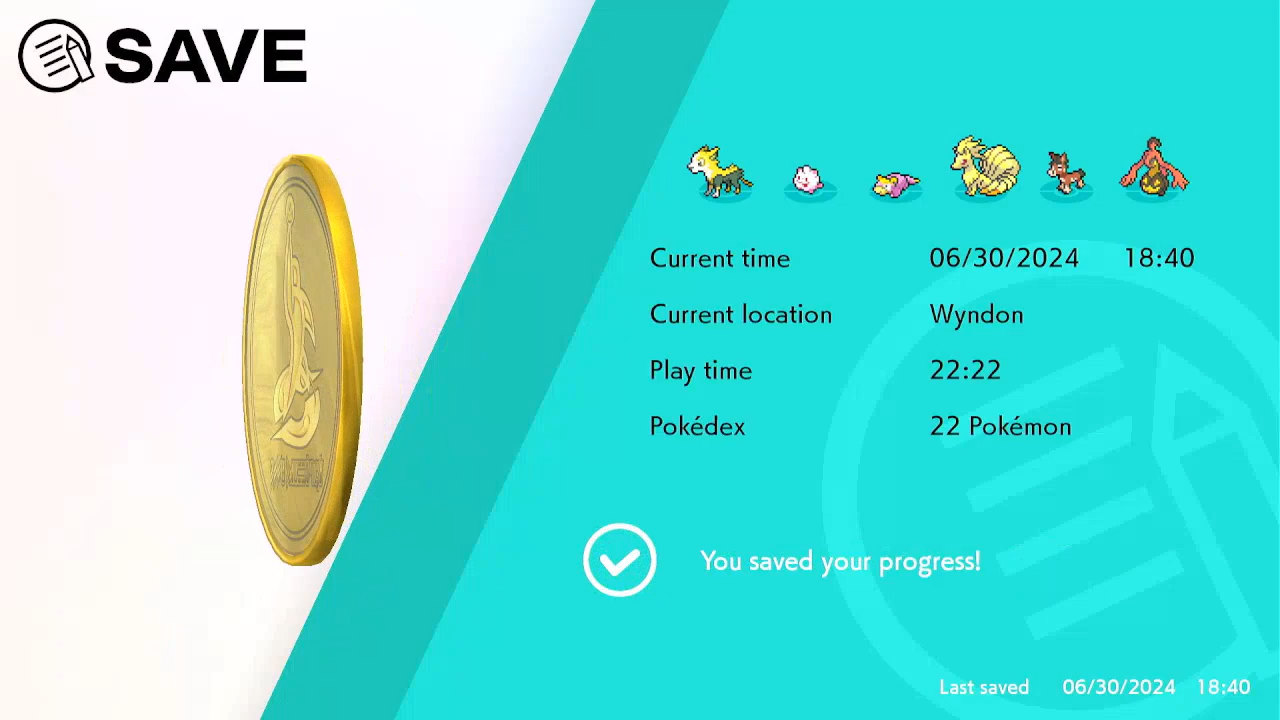 SAVE
Current time 06/30/2024 18:40
Current location Wyndon
Play time 22:22
Pokédex 22 Pokémon
You saved your progress!
Last saved 06/30/2024 18:40